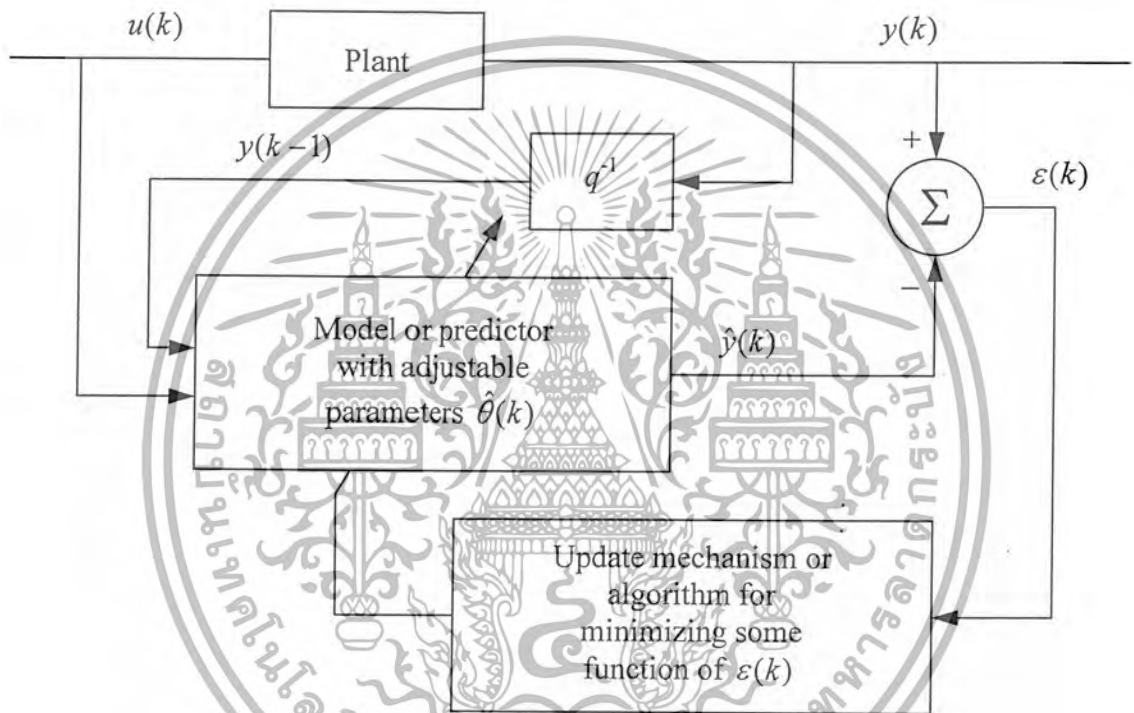 u(k)
Plant
y(k)
y(k−1)
q⁻¹
+
ε(k)
Σ
−
Model or predictor
with adjustable
parameters θ̂(k)
ŷ(k)
Update mechanism or
algorithm for
minimizing some
function of ε(k)